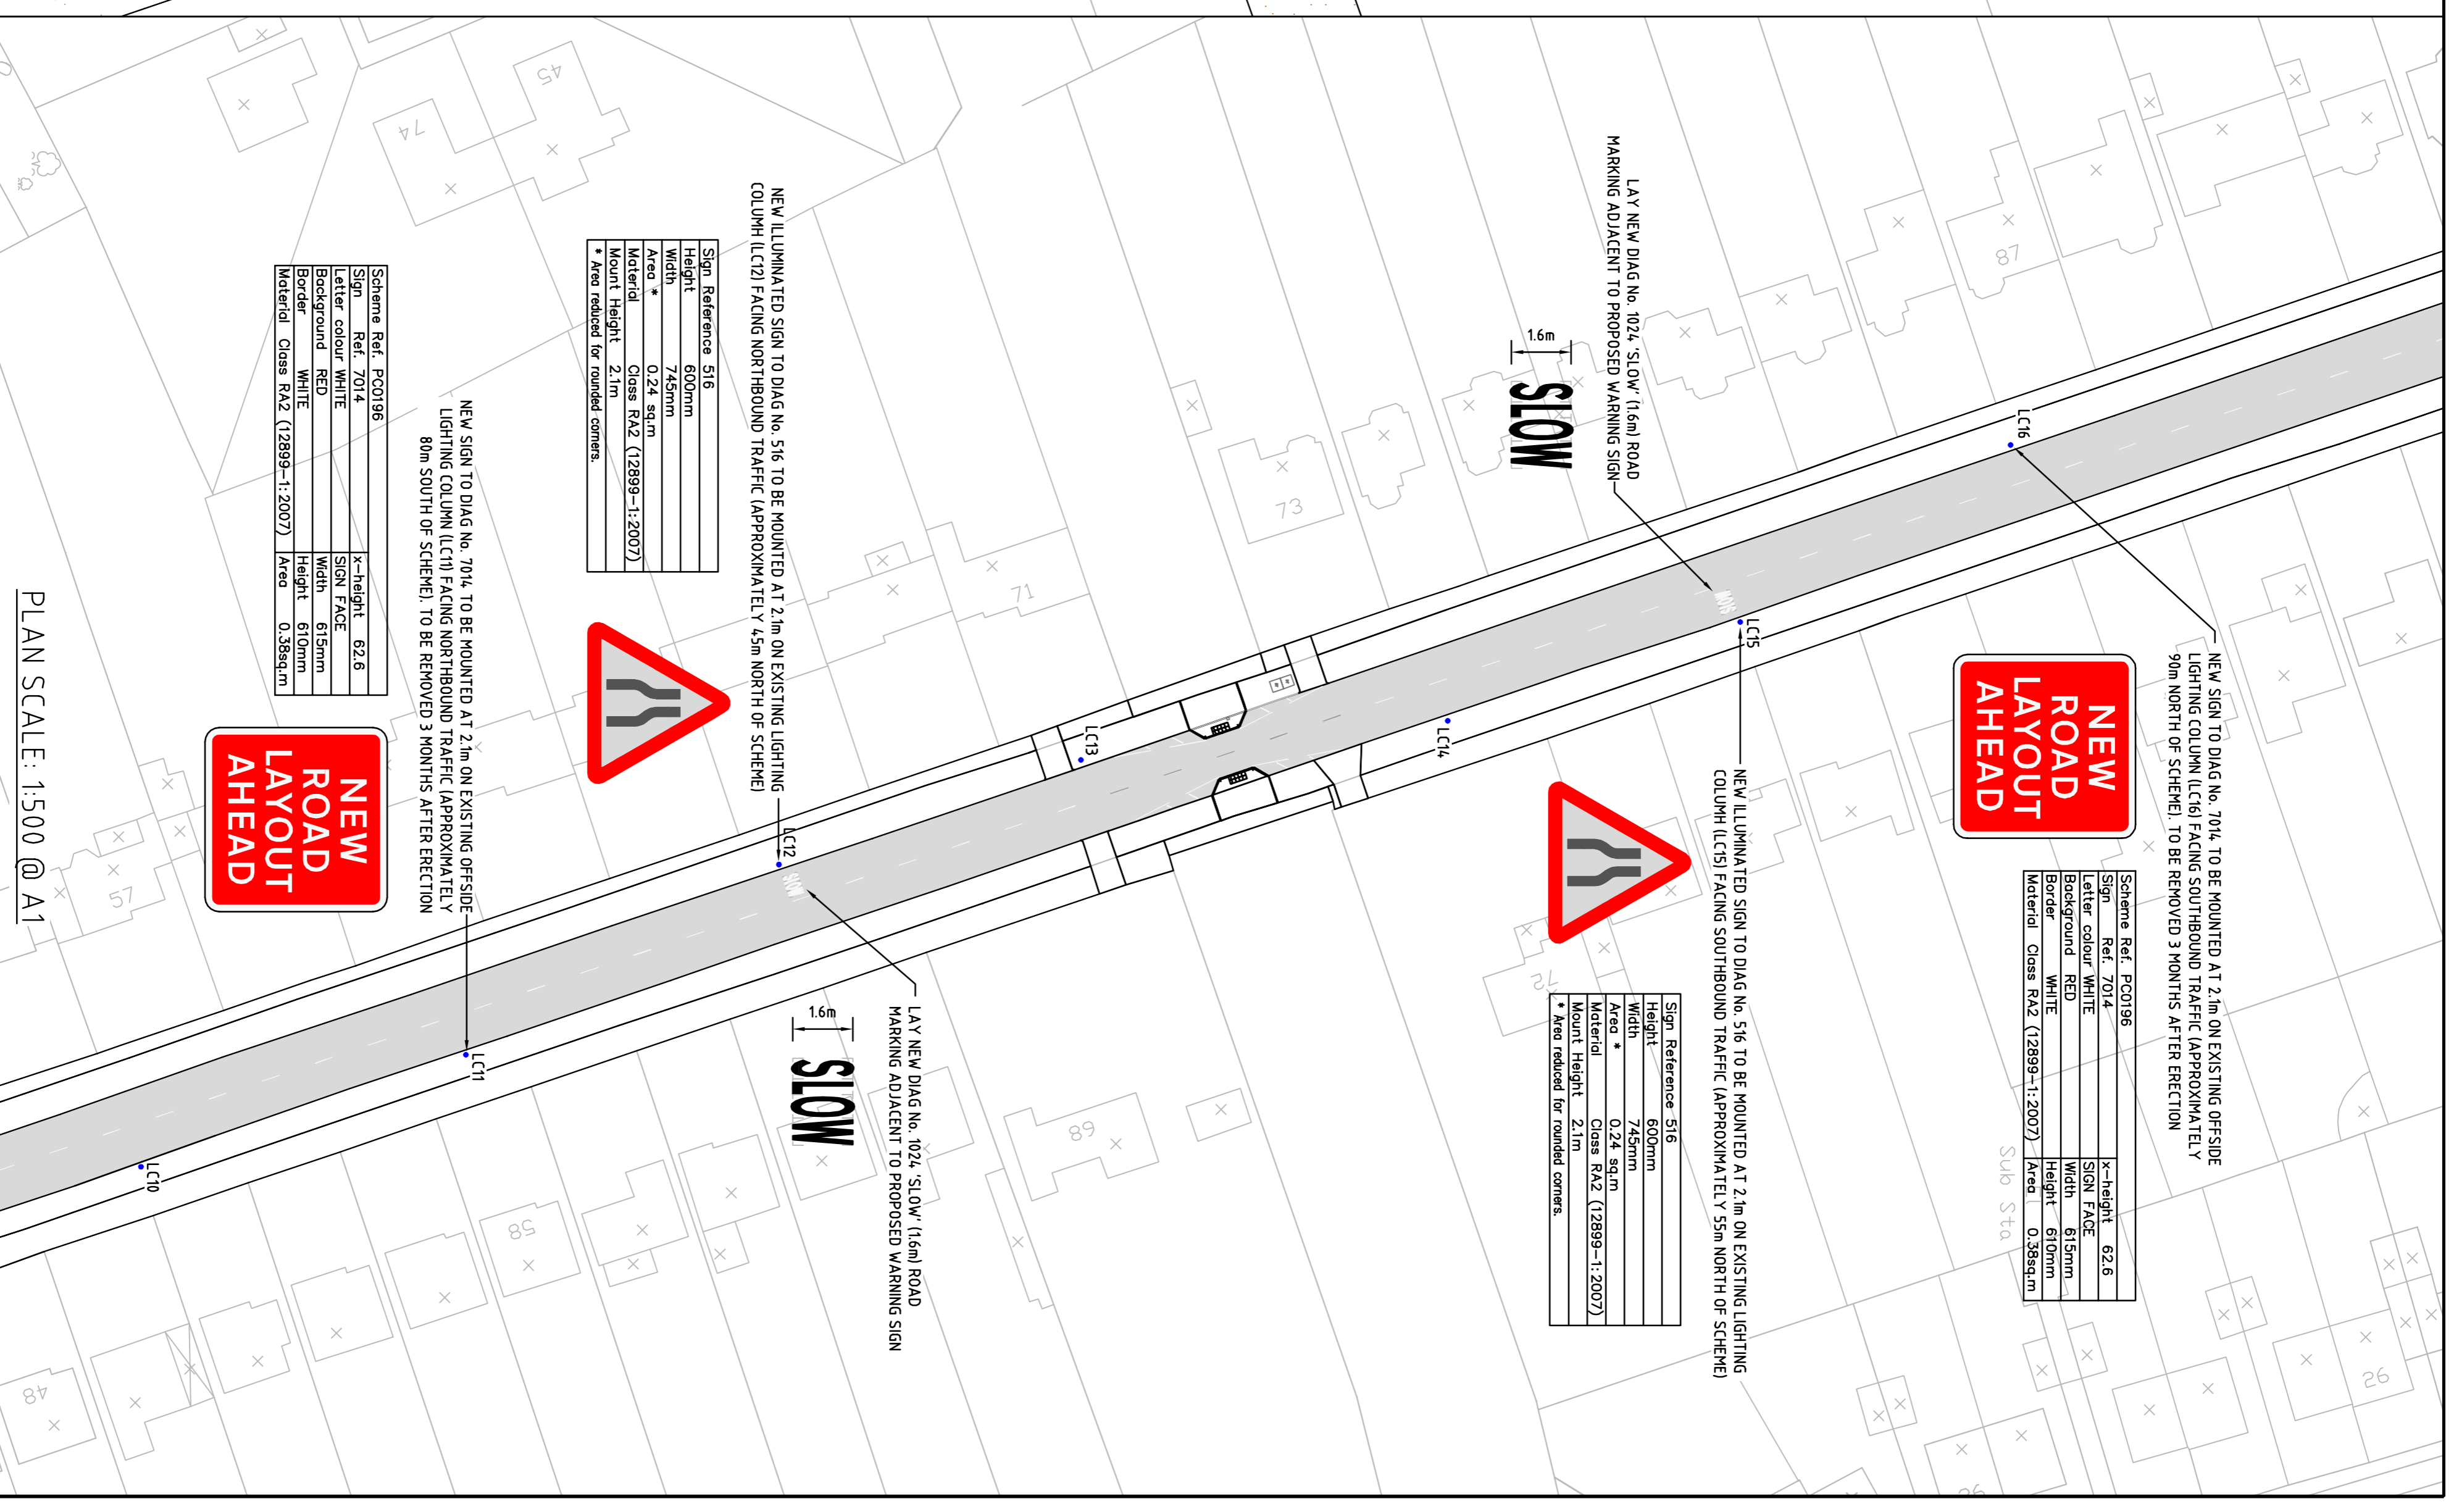 LAY NEW DIAG No. 1024 'SLOW' (1.6m) ROAD
MARKING ADJACENT TO PROPOSED WARNING SIGN
1.6m
SLOW
LC16
NEW SIGN TO DIAG No. 7014 TO BE MOUNTED AT 2.1m ON EXISTING OFFSIDE
LIGHTING COLUMN (LC16) FACING SOUTHBOUND TRAFFIC (APPROXIMATELY
90m NORTH OF SCHEME). TO BE REMOVED 3 MONTHS AFTER ERECTION
NEW
ROAD
LAYOUT
AHEAD
Scheme Ref. PC0196
Sign Ref. 7014 x-height 62.6
Letter colour WHITE SIGN FACE
Background RED Width 615mm
Border WHITE Height 610mm
Material Class RA2 (12899-1:2007) Area 0.38sq.m
SLOW
LC15
NEW ILLUMINATED SIGN TO DIAG No. 516 TO BE MOUNTED AT 2.1m ON EXISTING LIGHTING
COLUMH (LC15) FACING SOUTHBOUND TRAFFIC (APPROXIMATELY 55m NORTH OF SCHEME)
Sign Reference 516
Height 600mm
Width 745mm
Area * 0.24 sq.m
Material Class RA2 (12899-1:2007)
Mount Height 2.1m
* Area reduced for rounded corners.
LC14
LC13
NEW ILLUMINATED SIGN TO DIAG No. 516 TO BE MOUNTED AT 2.1m ON EXISTING LIGHTING
COLUMH (LC12) FACING NORTHBOUND TRAFFIC (APPROXIMATELY 45m NORTH OF SCHEME)
Sign Reference 516
Height 600mm
Width 745mm
Area * 0.24 sq.m
Material Class RA2 (12899-1:2007)
Mount Height 2.1m
* Area reduced for rounded corners.
LC12
SLOW
LAY NEW DIAG No. 1024 'SLOW' (1.6m) ROAD
MARKING ADJACENT TO PROPOSED WARNING SIGN
1.6m
SLOW
NEW SIGN TO DIAG No. 7014 TO BE MOUNTED AT 2.1m ON EXISTING OFFSIDE
LIGHTING COLUMN (LC11) FACING NORTHBOUND TRAFFIC (APPROXIMATELY
80m SOUTH OF SCHEME). TO BE REMOVED 3 MONTHS AFTER ERECTION
Scheme Ref. PC0196
Sign Ref. 7014 x-height 62.6
Letter colour WHITE SIGN FACE
Background RED Width 615mm
Border WHITE Height 610mm
Material Class RA2 (12899-1:2007) Area 0.38sq.m
NEW
ROAD
LAYOUT
AHEAD
LC11
LC10
45
74
87
73
71
72
57
68
58
48
26
Sub Sta
PLAN SCALE: 1:500 @ A1